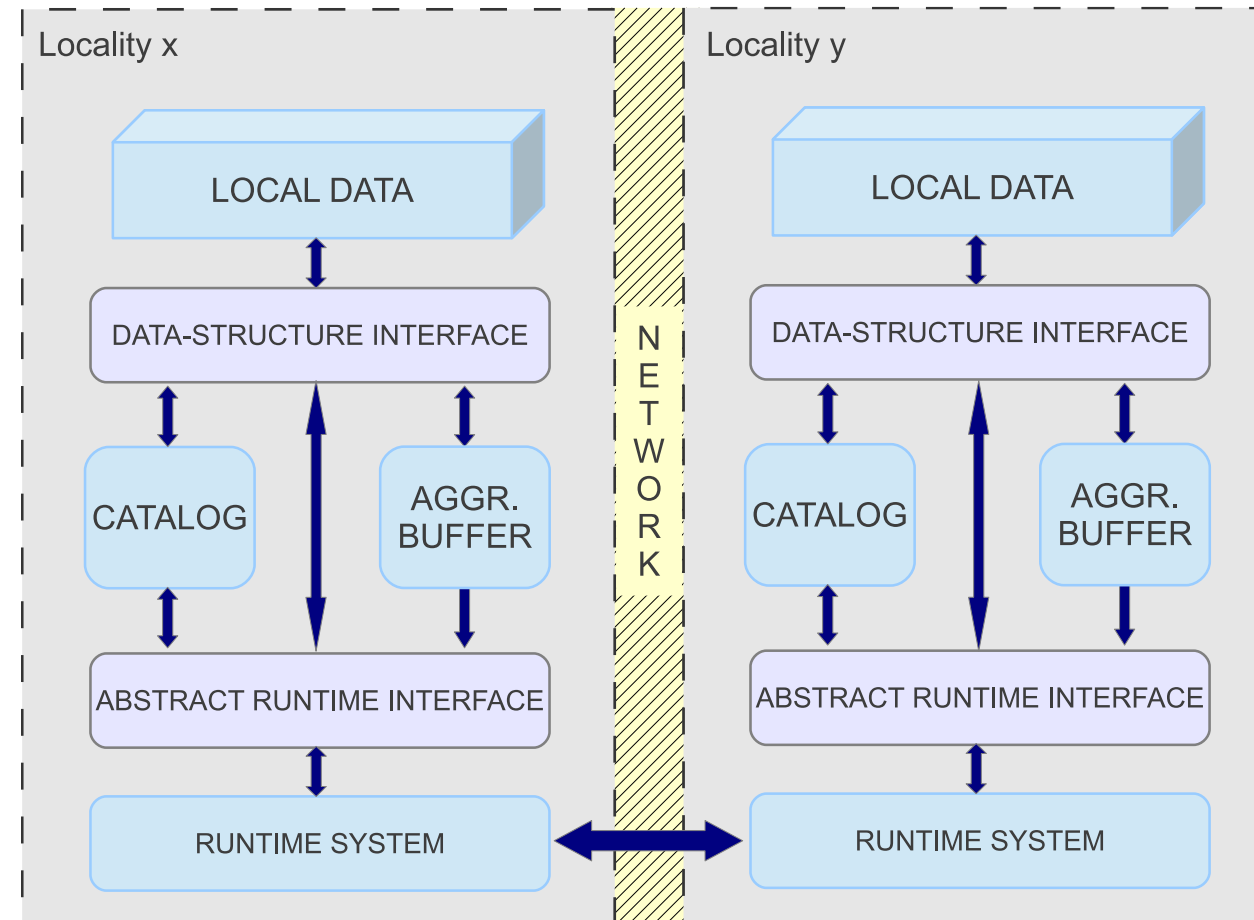 Locality x
LOCAL DATA
DATA-STRUCTURE INTERFACE
CATALOG
AGGR.
BUFFER
ABSTRACT RUNTIME INTERFACE
RUNTIME SYSTEM
N
E
T
W
O
R
K
Locality y
LOCAL DATA
DATA-STRUCTURE INTERFACE
CATALOG
AGGR.
BUFFER
ABSTRACT RUNTIME INTERFACE
RUNTIME SYSTEM